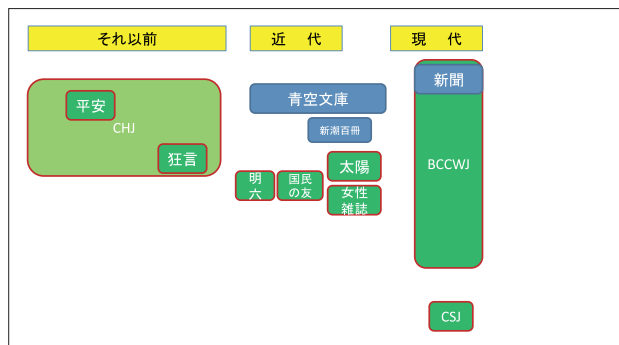 それ以前
近　代
現　代
新聞
青空文庫
平安
CHJ
新潮百冊
狂言
太陽
BCCWJ
明
六
国民
の友
女性
雑誌
CSJ